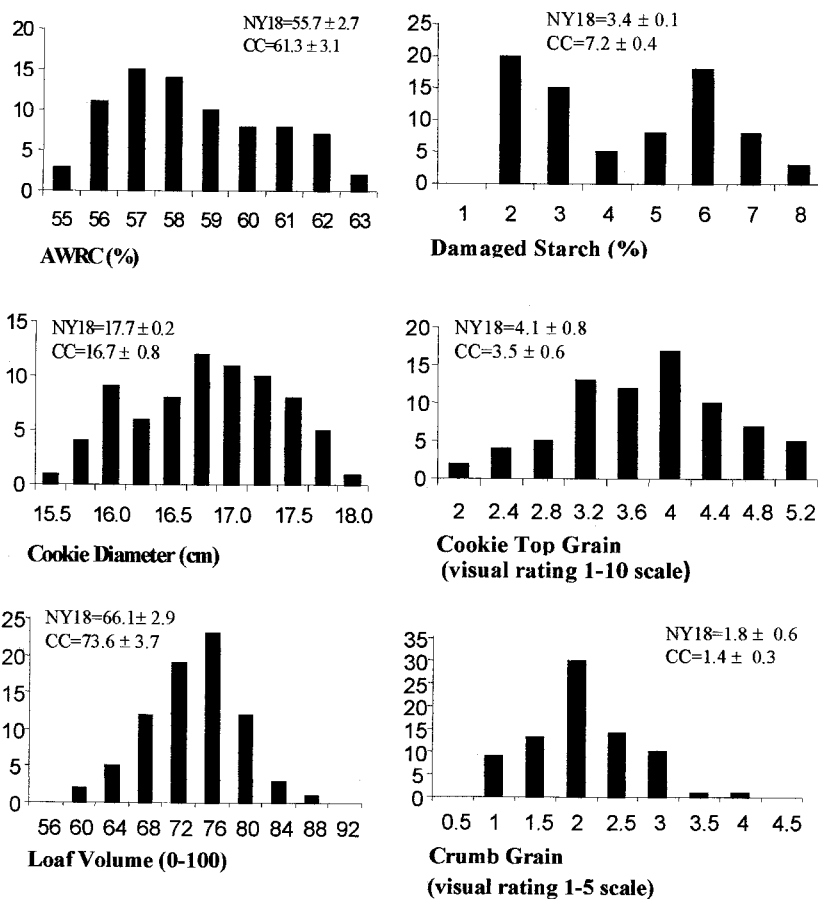 NY18=55.7 ± 2.7
CC=61.3 ± 3.1
20
15
10
5
0
55 56 57 58 59 60 61 62 63
AWRC (%)
NY18=3.4 ± 0.1
CC=7.2 ± 0.4
25
20
15
10
5
0
1 2 3 4 5 6 7 8
Damaged Starch (%)
NY18=17.7 ± 0.2
CC=16.7 ± 0.8
15
10
5
0
15.5 16.0 16.5 17.0 17.5 18.0
Cookie Diameter (cm)
NY18=4.1 ± 0.8
CC=3.5 ± 0.6
20
15
10
5
0
2 2.4 2.8 3.2 3.6 4 4.4 4.8 5.2
Cookie Top Grain
(visual rating 1-10 scale)
NY18=66.1 ± 2.9
CC=73.6 ± 3.7
25
20
15
10
5
0
56 60 64 68 72 76 80 84 88 92
Loaf Volume (0-100)
NY18=1.8 ± 0.6
CC=1.4 ± 0.3
35
30
25
20
15
10
5
0
0.5 1 1.5 2 2.5 3 3.5 4 4.5
Crumb Grain
(visual rating 1-5 scale)